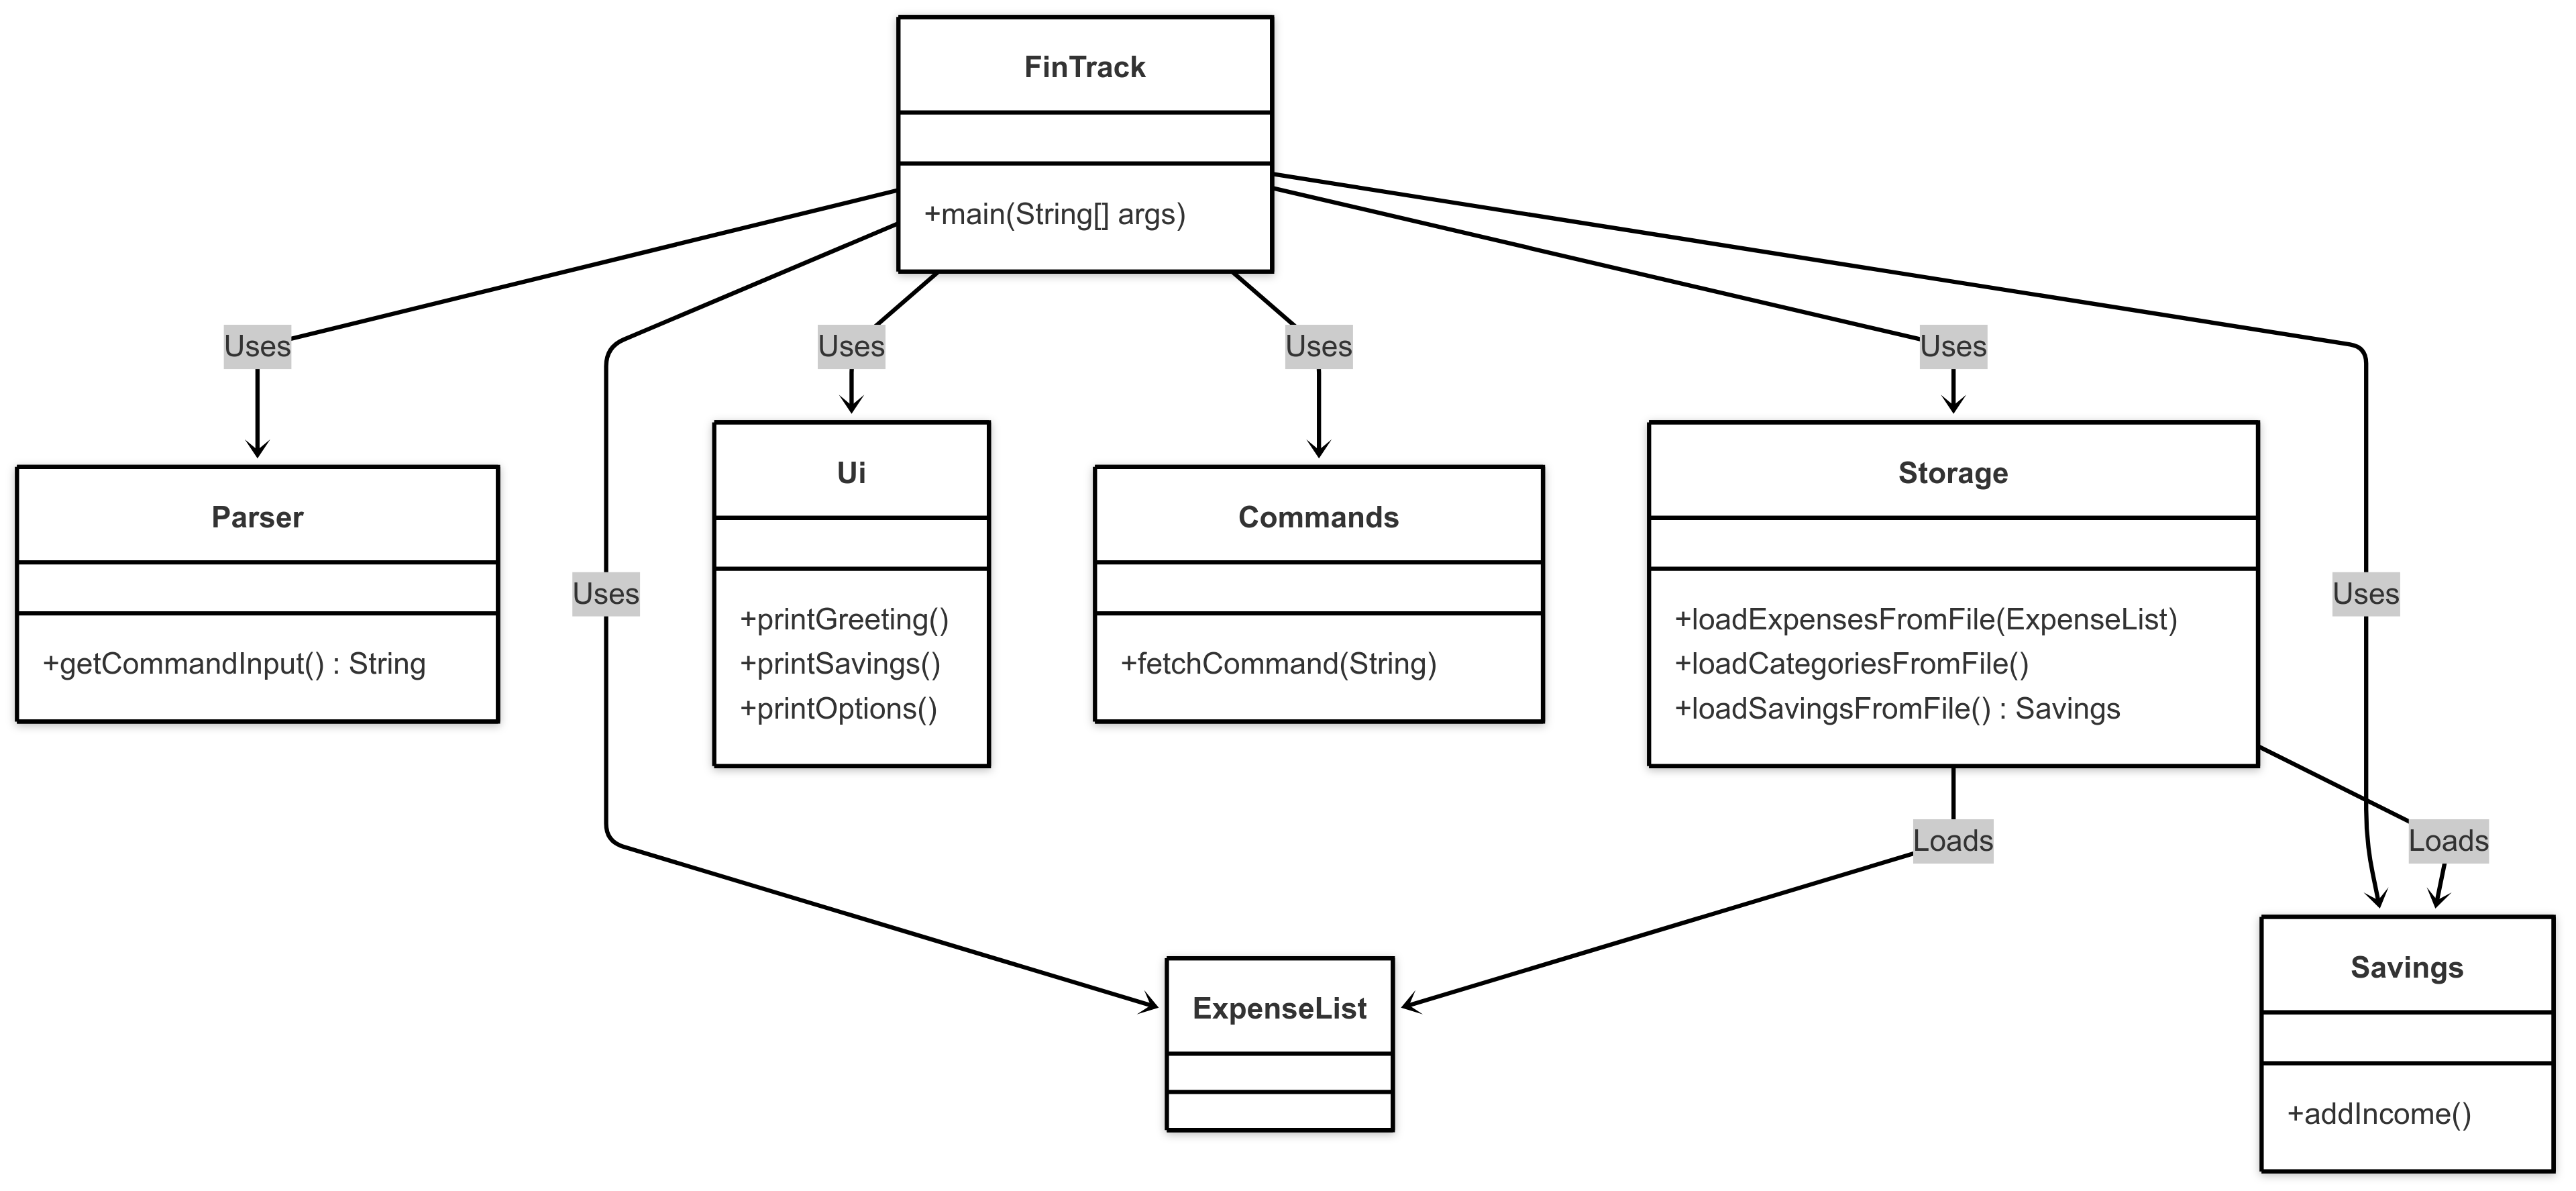 FinTrack
+main(String[] args)
Uses
Uses
Uses
Uses
Parser
+getCommandInput() : String
Uses
Ui
+printGreeting()
+printSavings()
+printOptions()
Commands
+fetchCommand(String)
Storage
+loadExpensesFromFile(ExpenseList)
+loadCategoriesFromFile()
+loadSavingsFromFile() : Savings
Uses
Loads
Loads
ExpenseList
Savings
+addIncome()